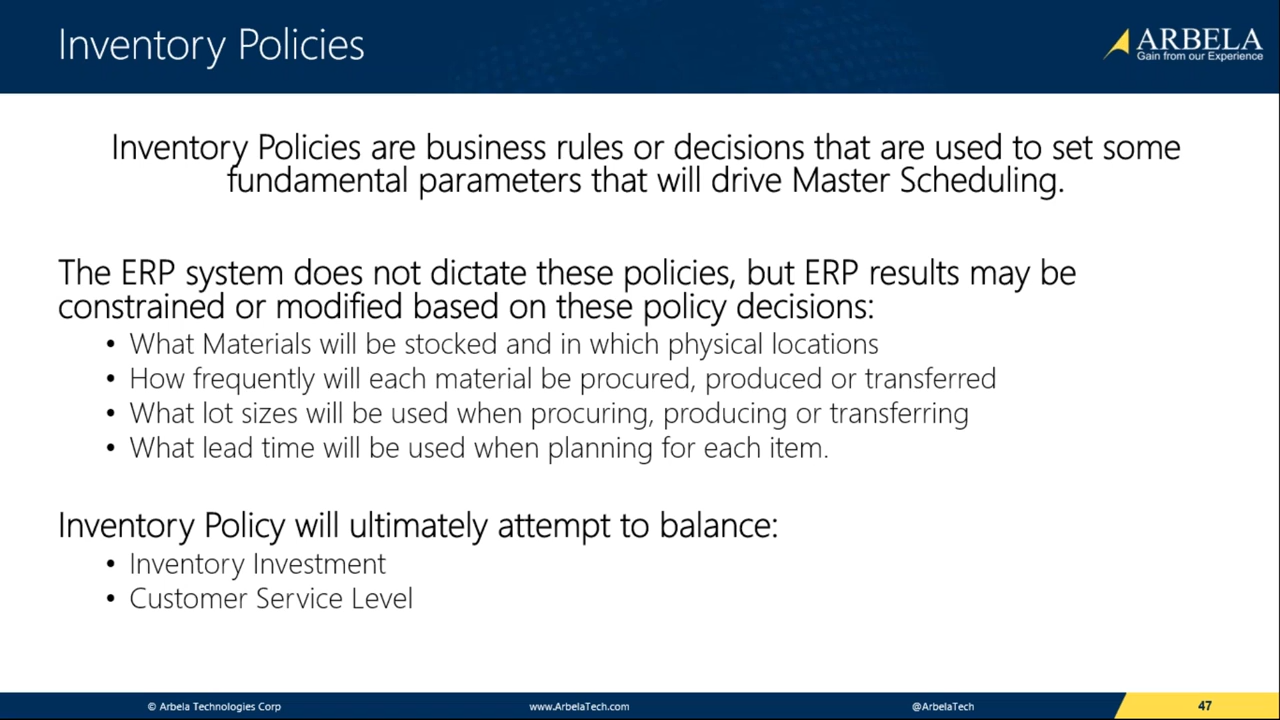 Inventory Policies
ARBELA
Gain from our Experience
Inventory Policies are business rules or decisions that are used to set some
fundamental parameters that will drive Master Scheduling.
The ERP system does not dictate these policies, but ERP results may be
constrained or modified based on these policy decisions:
• What Materials will be stocked and in which physical locations
• How frequently will each material be procured, produced or transferred
• What lot sizes will be used when procuring, producing or transferring
• What lead time will be used when planning for each item.
Inventory Policy will ultimately attempt to balance:
• Inventory Investment
• Customer Service Level
© Arbela Technologies Corp
www.ArbelaTech.com
@ArbelaTech
47